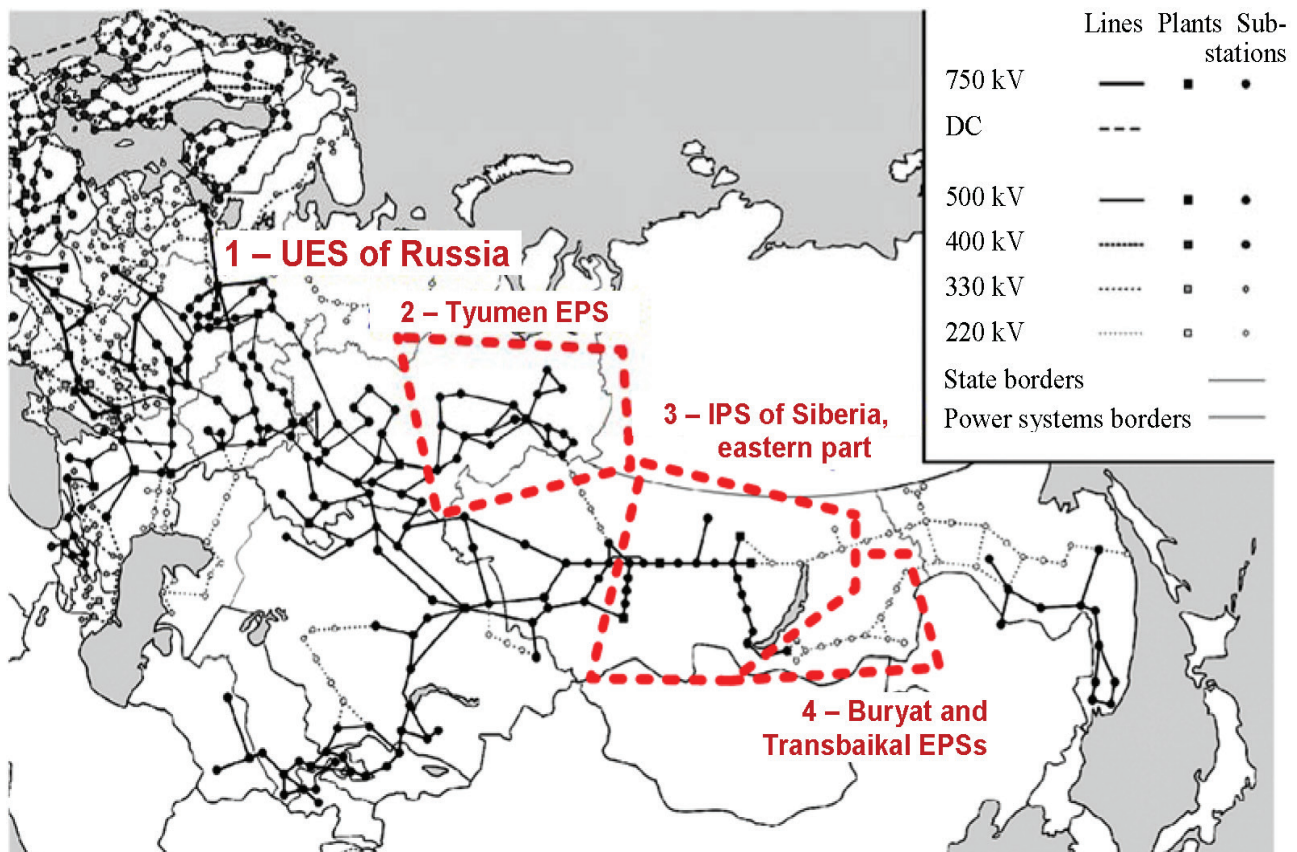 Lines Plants Sub-
stations
750 kV
DC
500 kV
400 kV
330 kV
220 kV
State borders
Power systems borders
1 – UES of Russia
2 – Tyumen EPS
3 – IPS of Siberia,
eastern part
4 – Buryat and
Transbaikal EPSs